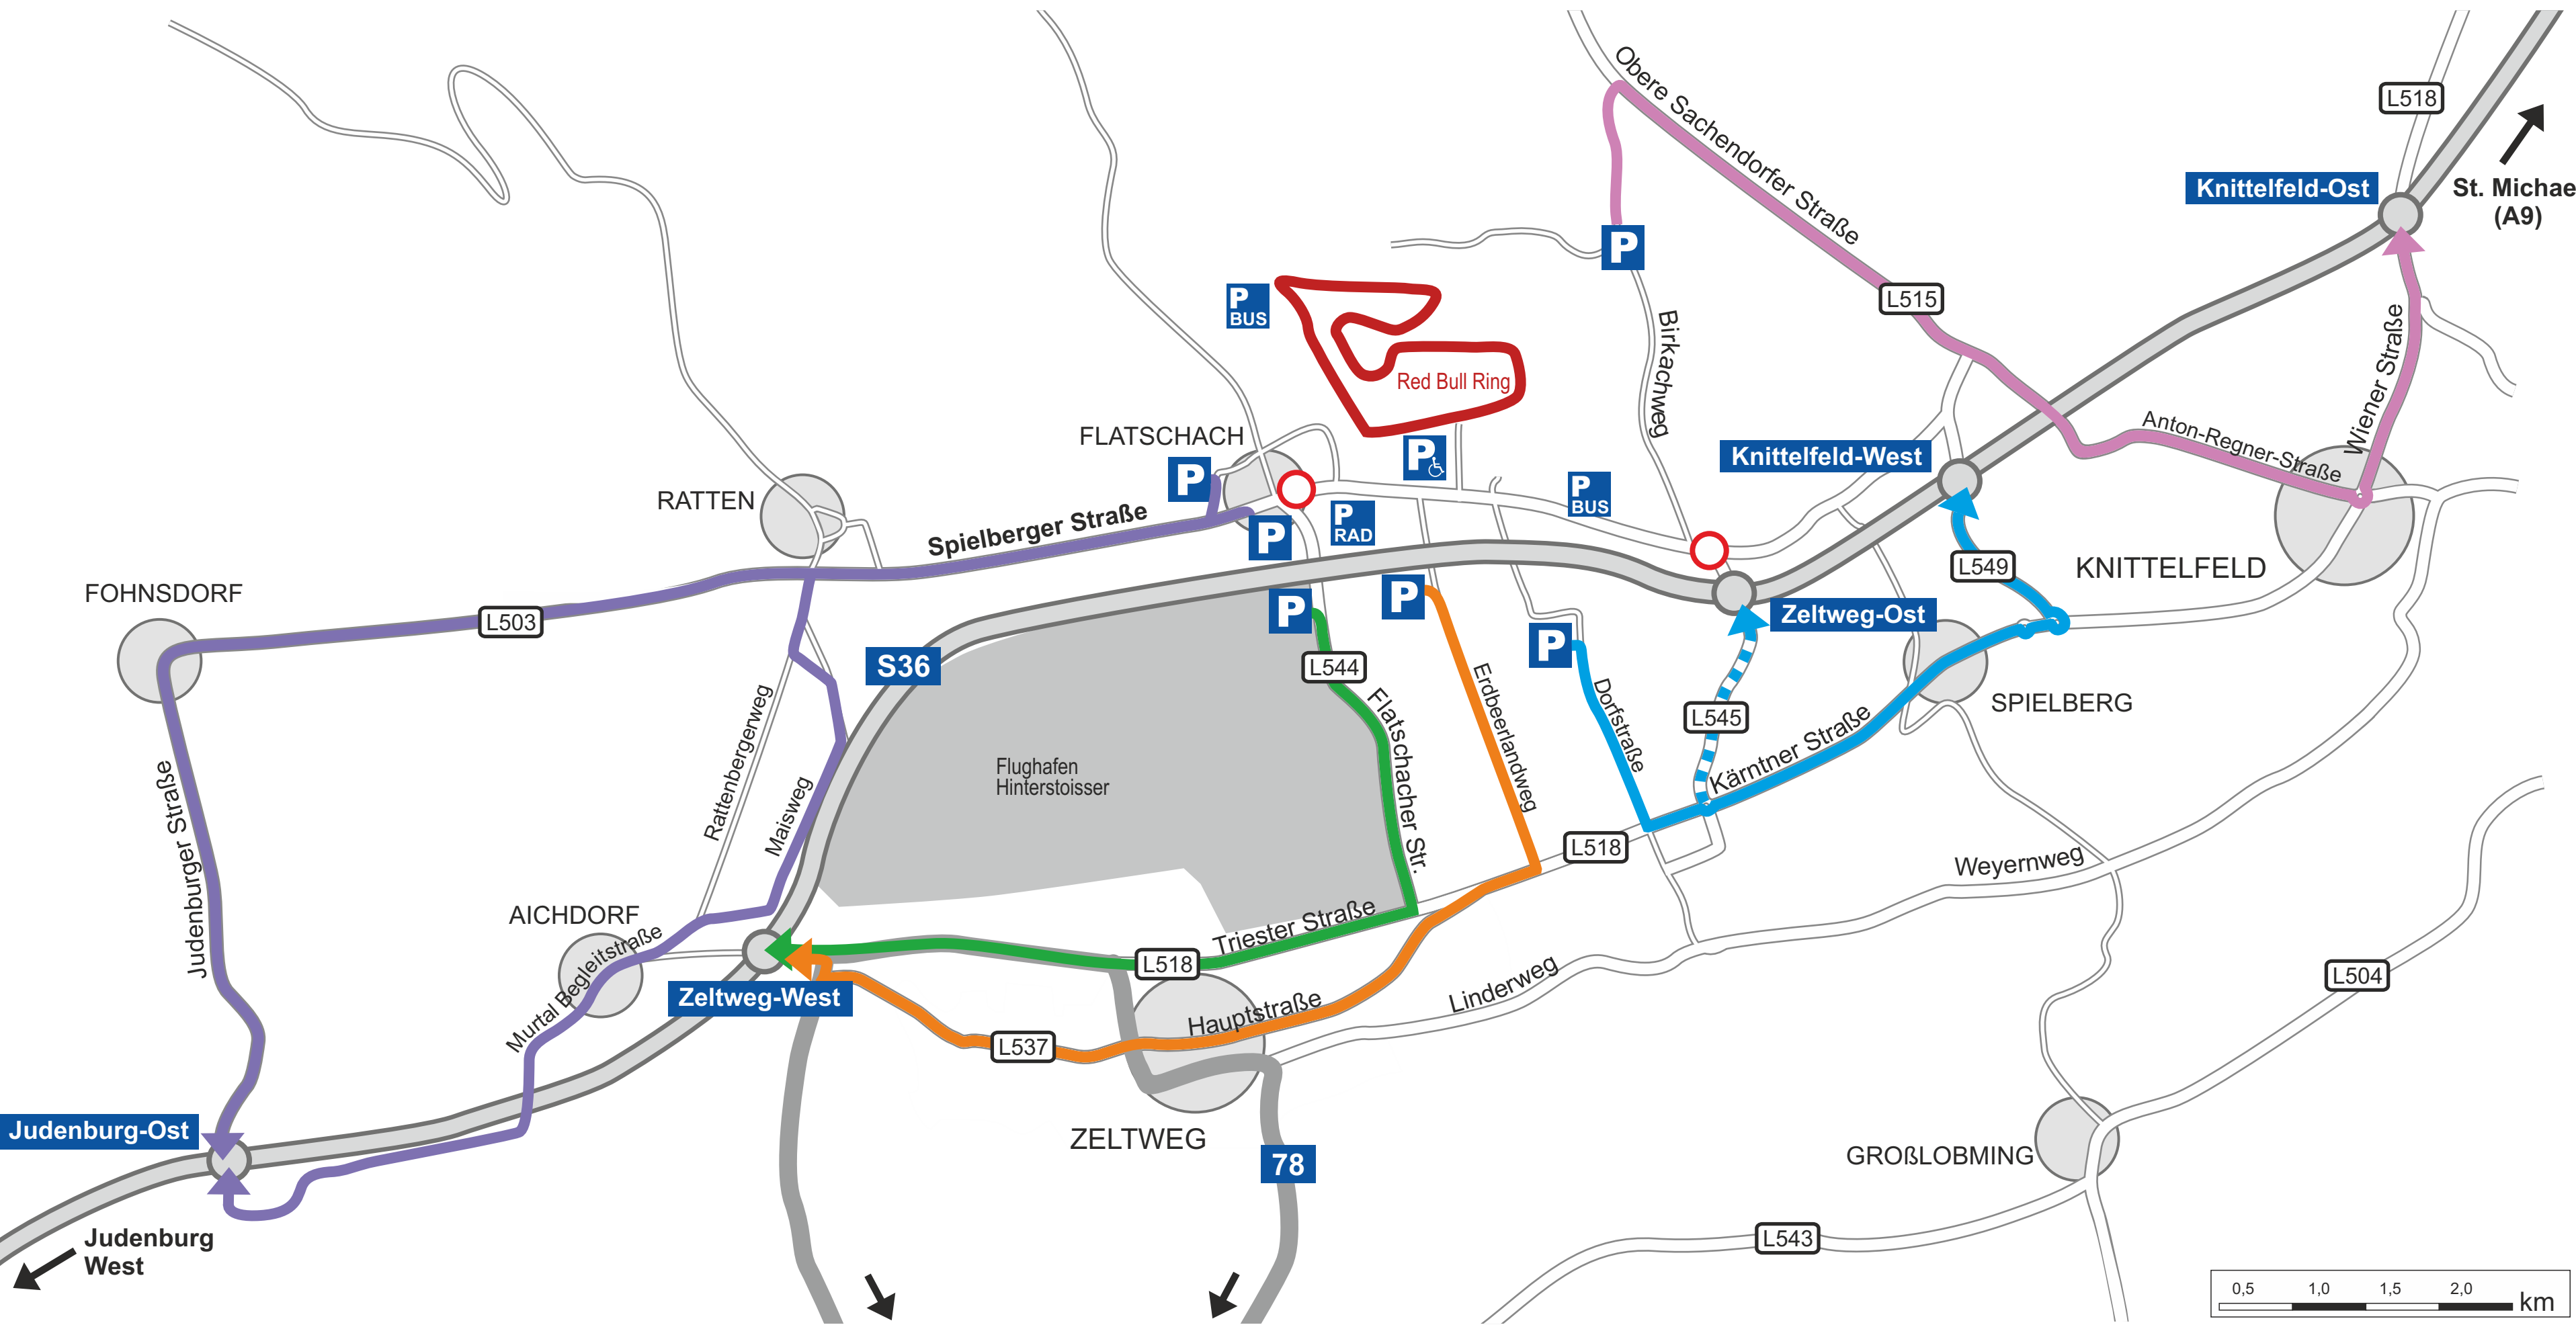 Obere Sachendorfer Straße
L518
Knittelfeld-Ost
St. Michae
(A9)
P
P
BUS
L515
Red Bull Ring
Birkachweg
Wiener Straße
FLATSCHACH
Anton-Regner-Straße
Knittelfeld-West
P
P
RATTEN
P
BUS
Spielberger Straße
P
RAD
P
KNITTELFELD
L549
FOHNSDORF
P
P
Zeltweg-Ost
L503
P
S36
L544
SPIELBERG
Erdbeerlandweg
Dorfstraße
L545
Kärntner Straße
Rattenbergerweg
Maisweg
Flughafen
Hinterstoisser
Flatschacher Str.
Judenburger Straße
L518
Weyernweg
AICHDORF
Triester Straße
Murtal Begleitstraße
L518
Linderweg
L504
Zeltweg-West
Hauptstraße
L537
Judenburg-Ost
ZELTWEG
78
GROßLOBMING
Judenburg
West
L543
0,5 1,0 1,5 2,0
km